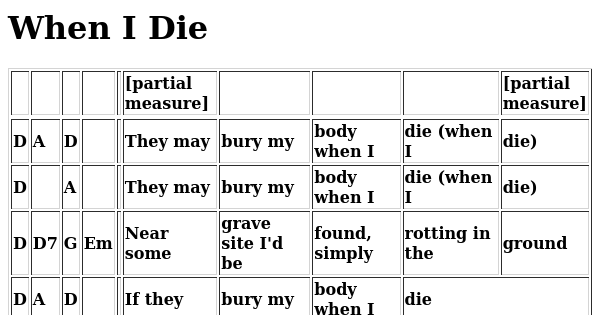 When I Die
[partial measure] [partial measure]
D A D They may bury my body when I die (when I die)
D A They may bury my body when I die (when I die)
D D7 G Em Near some grave site I'd be found, simply rotting in the ground
D A D If they bury my body when I die